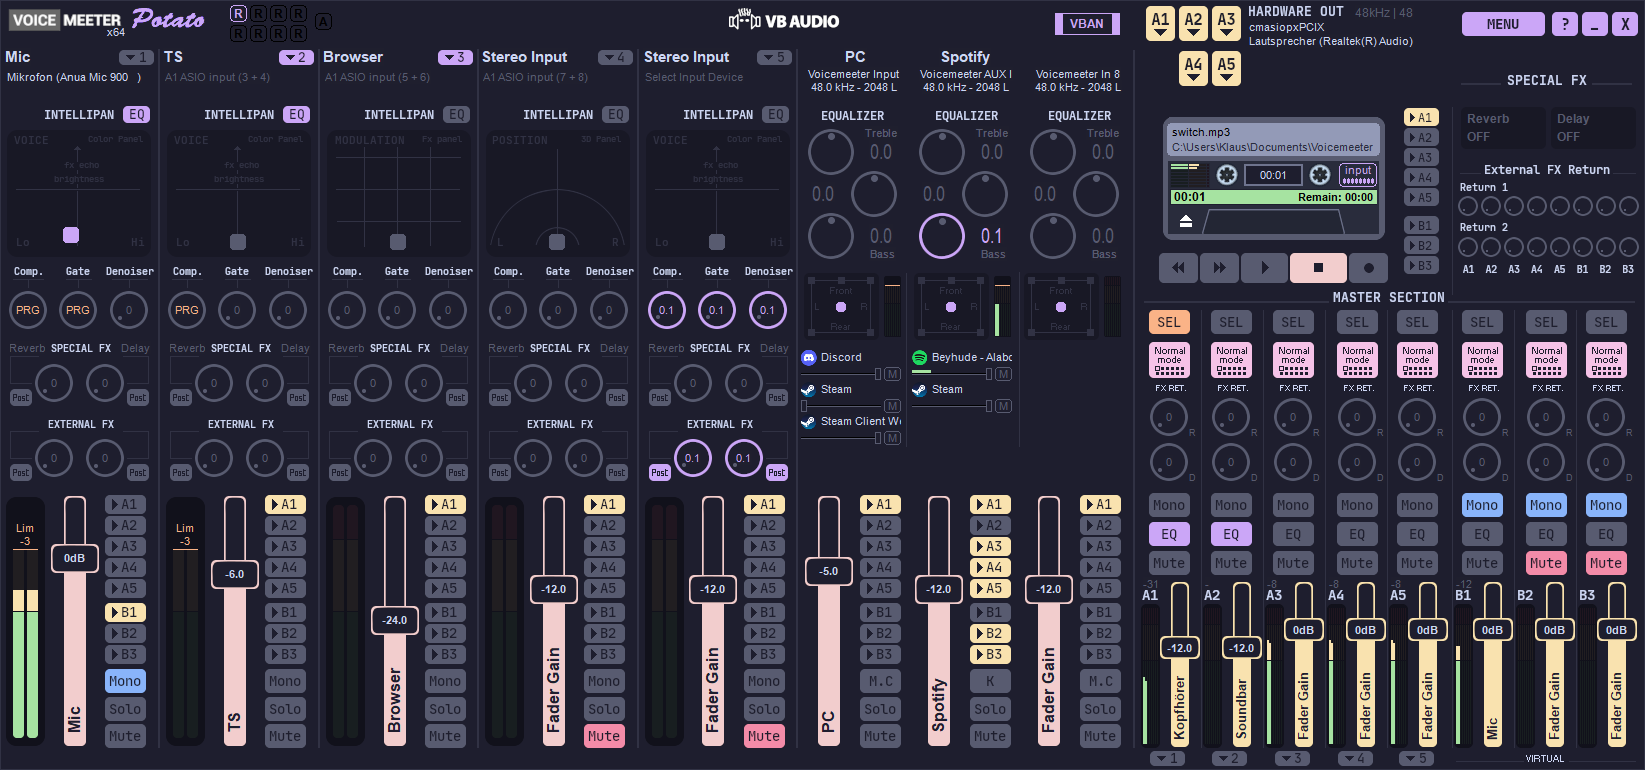 VOICEMEETER Potato
x64
R R R R
R R R R A
VB AUDIO
VBAN
A1 A2 A3
A4 A5
HARDWARE OUT 48kHz | 48
cmasiopxPCIX
Lautsprecher (Realtek(R) Audio)
MENU ? _ X
Mic 1
Mikrofon (Anua Mic 900 )
TS 2
A1 ASIO input (3 + 4)
Browser 3
A1 ASIO input (5 + 6)
Stereo Input 4
A1 ASIO input (7 + 8)
Stereo Input 5
Select Input Device
PC
Voicemeeter Input
48.0 kHz - 2048 L
Spotify
Voicemeeter AUX I
48.0 kHz - 2048 L
Voicemeeter In 8
48.0 kHz - 2048 L
INTELLIPAN EQ
INTELLIPAN EQ
INTELLIPAN EQ
INTELLIPAN EQ
INTELLIPAN EQ
VOICE Color Panel
fx echo
brightness
Lo Hi
VOICE Color Panel
fx echo
brightness
Lo Hi
MODULATION Fx panel
POSITION 3D Panel
L R
VOICE Color Panel
fx echo
brightness
Lo Hi
EQUALIZER
Treble
0.0
0.0
0.0
Bass
EQUALIZER
Treble
0.0
0.0
0.1
Bass
EQUALIZER
Treble
0.0
0.0
0.0
Bass
Comp. Gate Denoiser
PRG PRG 0
Comp. Gate Denoiser
PRG 0 0
Comp. Gate Denoiser
0 0 0
Comp. Gate Denoiser
0 0 0
Comp. Gate Denoiser
0.1 0.1 0.1
Front
L R
Rear
Front
L R
Rear
Front
L R
Rear
Reverb SPECIAL FX Delay
0 0
Post Post
Reverb SPECIAL FX Delay
0 0
Post Post
Reverb SPECIAL FX Delay
0 0
Post Post
Reverb SPECIAL FX Delay
0 0
Post Post
Reverb SPECIAL FX Delay
0 0
Post Post
EXTERNAL FX
0 0
Post Post
EXTERNAL FX
0 0
Post Post
EXTERNAL FX
0 0
Post Post
EXTERNAL FX
0 0
Post Post
EXTERNAL FX
0.1 0.1
Post Post
Discord
M
Steam
M
Steam Client We
M
Beyhude - Alabo
M
Steam
M
Lim
-3
0dB
Mic
A1
A2
A3
A4
A5
B1
B2
B3
Mono
Solo
Mute
Lim
-3
-6.0
TS
A1
A2
A3
A4
A5
B1
B2
B3
Mono
Solo
Mute
-24.0
Browser
A1
A2
A3
A4
A5
B1
B2
B3
Mono
Solo
Mute
-12.0
Fader Gain
A1
A2
A3
A4
A5
B1
B2
B3
Mono
Solo
Mute
-12.0
Fader Gain
A1
A2
A3
A4
A5
B1
B2
B3
Mono
Solo
Mute
-5.0
PC
A1
A2
A3
A4
A5
B1
B2
B3
M.C
Solo
Mute
-12.0
Spotify
A1
A2
A3
A4
A5
B1
B2
B3
K
Solo
Mute
-12.0
Fader Gain
A1
A2
A3
A4
A5
B1
B2
B3
M.C
Solo
Mute
switch.mp3
C:\Users\Klaus\Documents\Voicemeeter
00:01
input
00:01 Remain: 00:00
A1
A2
A3
A4
A5
B1
B2
B3
SPECIAL FX
Reverb
OFF
Delay
OFF
External FX Return
Return 1
Return 2
A1 A2 A3 A4 A5 B1 B2 B3
MASTER SECTION
SEL SEL SEL SEL SEL SEL SEL SEL
Normal mode Normal mode Normal mode Normal mode Normal mode Normal mode Normal mode Normal mode
FX RET. FX RET. FX RET. FX RET. FX RET. FX RET. FX RET. FX RET.
0 R 0 R 0 R 0 R 0 R 0 R 0 R 0 R
0 D 0 D 0 D 0 D 0 D 0 D 0 D 0 D
Mono Mono Mono Mono Mono Mono Mono Mono
EQ EQ EQ EQ EQ EQ EQ EQ
Mute Mute Mute Mute Mute Mute Mute Mute
-31 - -8 -8 -8 -12
A1 A2 A3 A4 A5 B1 B2 B3
-12.0 -12.0 0dB 0dB 0dB 0dB 0dB 0dB
Kopfhörer Soundbar Fader Gain Fader Gain Fader Gain Mic Fader Gain Fader Gain
1 2 3 4 5 VIRTUAL